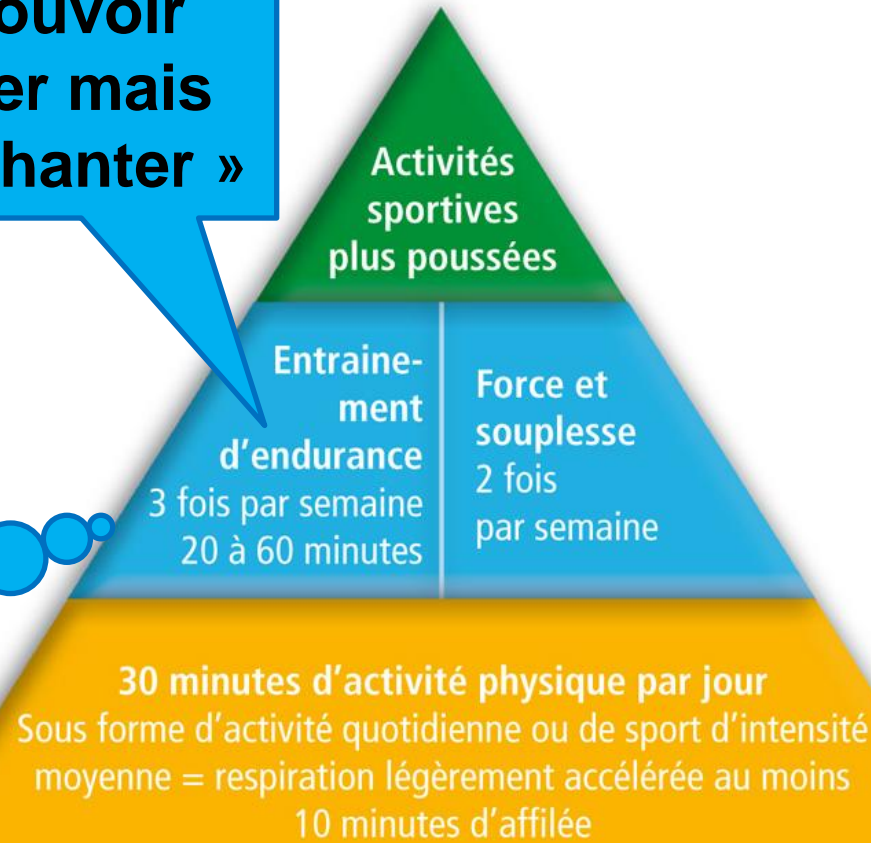 ouvoir
er mais
hanter »
Activités
sportives
plus poussées
Entraine-
ment
d'endurance
3 fois par semaine
20 à 60 minutes
Force et
souplesse
2 fois
par semaine
30 minutes d'activité physique par jour
Sous forme d'activité quotidienne ou de sport d'intensité
moyenne = respiration légèrement accélérée au moins
10 minutes d'affilée